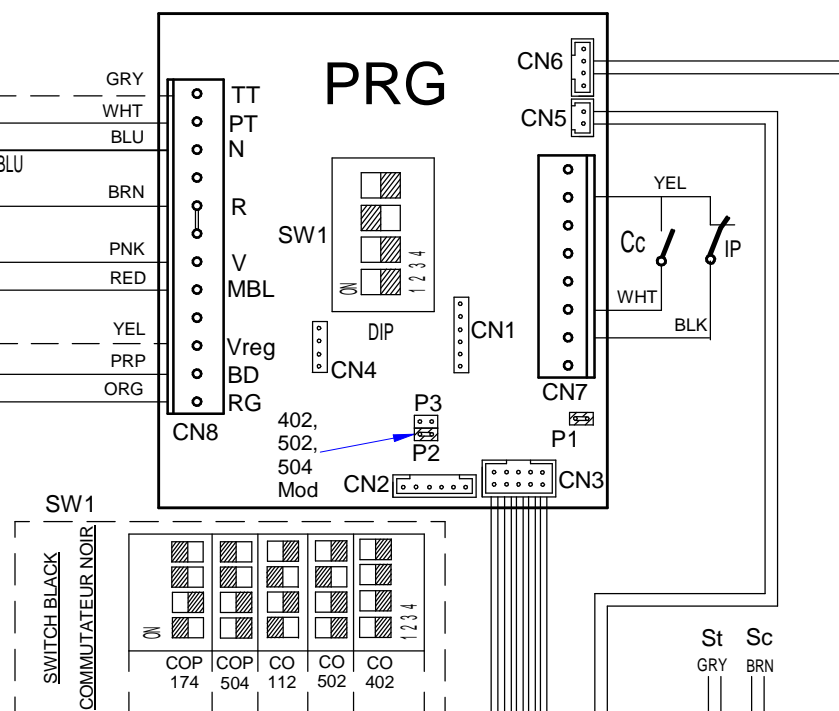 PRG
CN6
CN5
GRY
TT
WHT
PT
BLU
N
BLU
BRN
R
PNK
V
RED
MBL
YEL
Vreg
PRP
BD
ORG
RG
CN8
SW1
ON
1 2 3 4
DIP
CN4
CN1
YEL
Cc
IP
WHT
BLK
CN7
P1
P3
P2
402,
502,
504
Mod
CN2
CN3
SW1
SWITCH BLACK
COMMUTATEUR NOIR
ON
1 2 3 4
COP COP CO CO CO
174 504 112 502 402
St Sc
GRY BRN